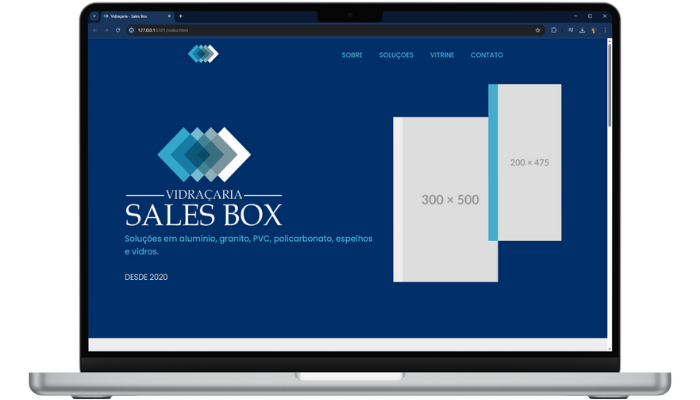 Vidraçaria - Sales Box
127.0.0.1:5501/index.html
SOBRE SOLUÇOES VITRINE CONTATO
VIDRAÇARIA
SALES BOX
Soluções em alumínio, granito, PVC, policarbonato, espelhos
e vidros.
DESDE 2020
300 × 500
200 × 475